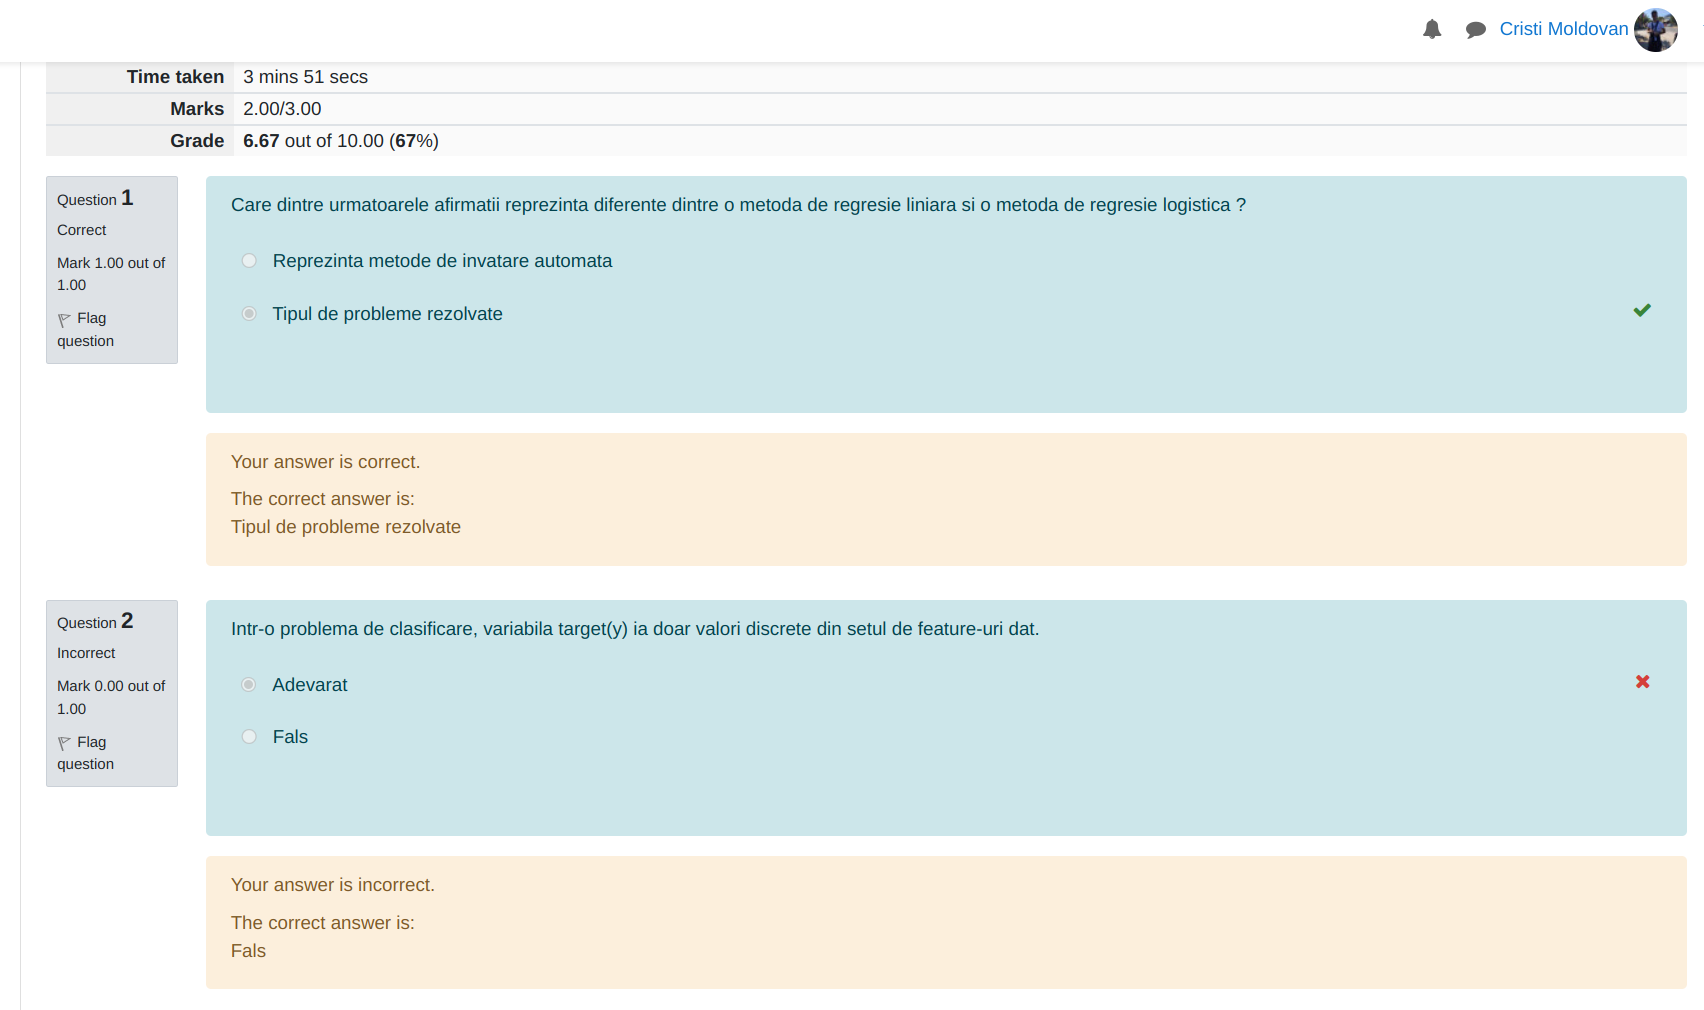 Cristi Moldovan
Time taken 3 mins 51 secs
Marks 2.00/3.00
Grade 6.67 out of 10.00 (67%)
Question 1
Correct
Mark 1.00 out of
1.00
Flag
question
Care dintre urmatoarele afirmatii reprezinta diferente dintre o metoda de regresie liniara si o metoda de regresie logistica ?
Reprezinta metode de invatare automata
Tipul de probleme rezolvate
Your answer is correct.
The correct answer is:
Tipul de probleme rezolvate
Question 2
Incorrect
Mark 0.00 out of
1.00
Flag
question
Intr-o problema de clasificare, variabila target(y) ia doar valori discrete din setul de feature-uri dat.
Adevarat
Fals
Your answer is incorrect.
The correct answer is:
Fals